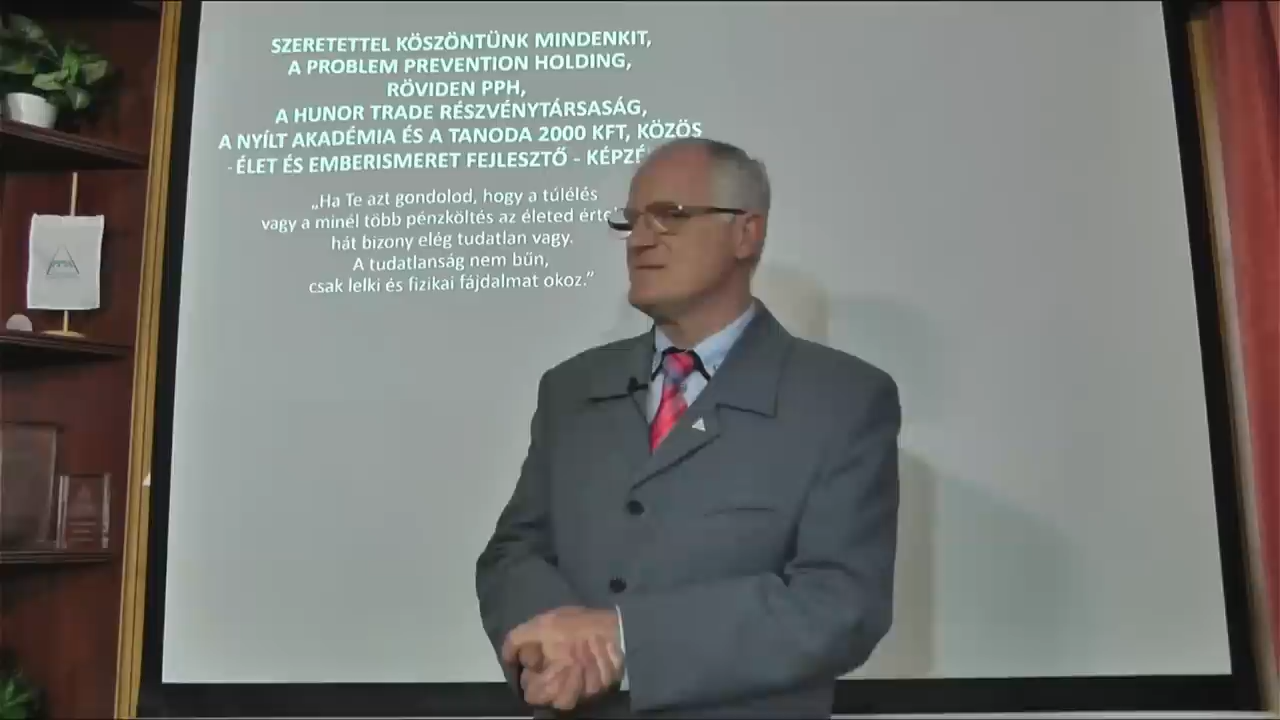 SZERETETTEL KÖSZÖNTÜNK MINDENKIT,
A PROBLEM PREVENTION HOLDING,
RÖVIDEN PPH,
A HUNOR TRADE RÉSZVÉNYTÁRSASÁG,
A NYÍLT AKADÉMIA ÉS A TANODA 2000 KFT, KÖZÖS
- ÉLET ÉS EMBERISMERET FEJLESZTŐ -
„Ha Te azt gondolod, hogy a túlélés
vagy a minél több pénzköltés az életed
hát bizony elég tudatlan vagy.
A tudatlanság nem bűn,
csak lelki és fizikai fájdalmat okoz.”